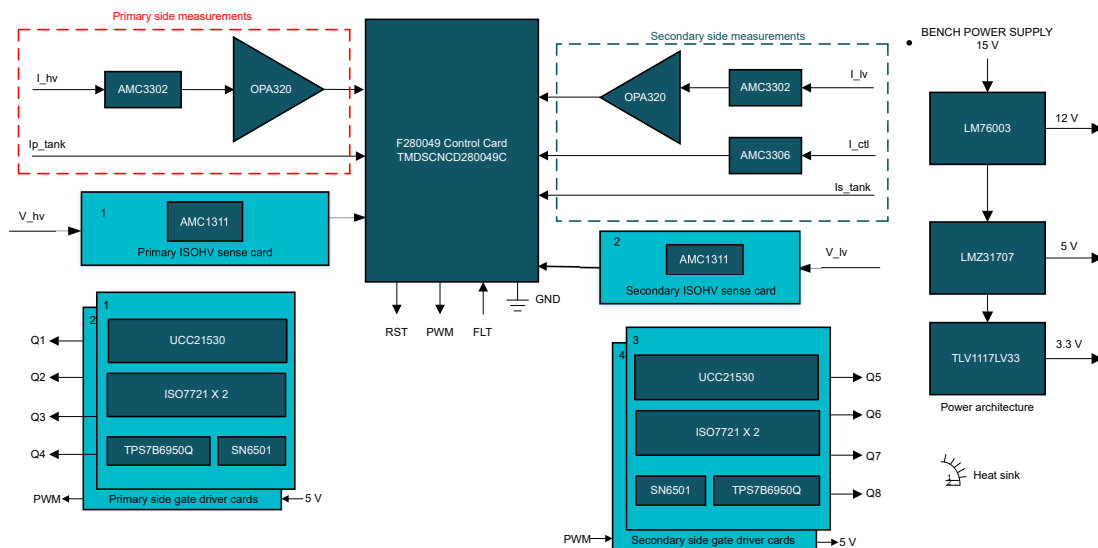 Primary side measurements
I_hv
AMC3302
OPA320
Ip_tank
F280049 Control Card
TMDSCNCD280049C
Secondary side measurements
OPA320
AMC3302
I_lv
AMC3306
I_ctl
Is_tank
V_hv
1
AMC1311
Primary ISOHV sense card
2
AMC1311
Secondary ISOHV sense card
V_lv
RST
PWM
FLT
GND
BENCH POWER SUPPLY
15 V
LM76003
12 V
LMZ31707
5 V
TLV1117LV33
3.3 V
Power architecture
Heat sink
1
2
1
2
UCC21530
ISO7721 X 2
TPS7B6950Q
SN6501
Primary side gate driver cards
Q1
Q2
Q3
Q4
PWM
5 V
3
4
UCC21530
ISO7721 X 2
SN6501
TPS7B6950Q
Secondary side gate driver cards
Q5
Q6
Q7
Q8
PWM
5 V